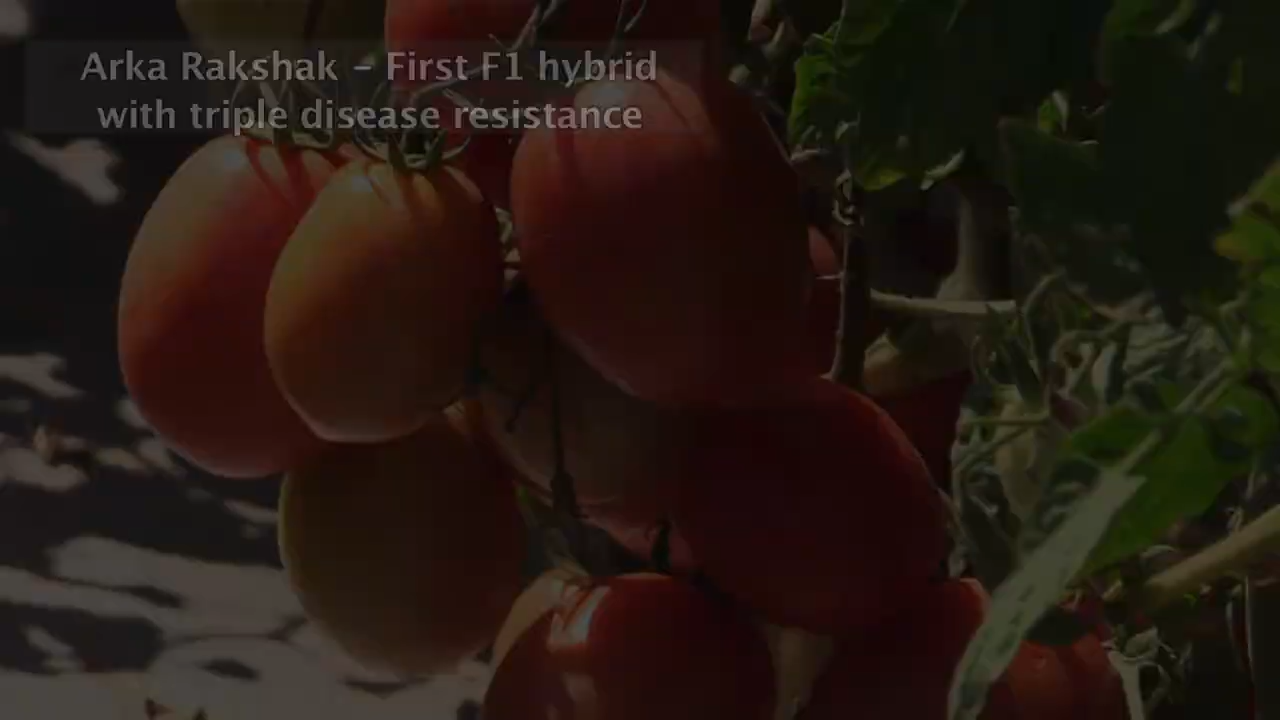 Arka Rakshak – First F1 hybrid
with triple disease resistance